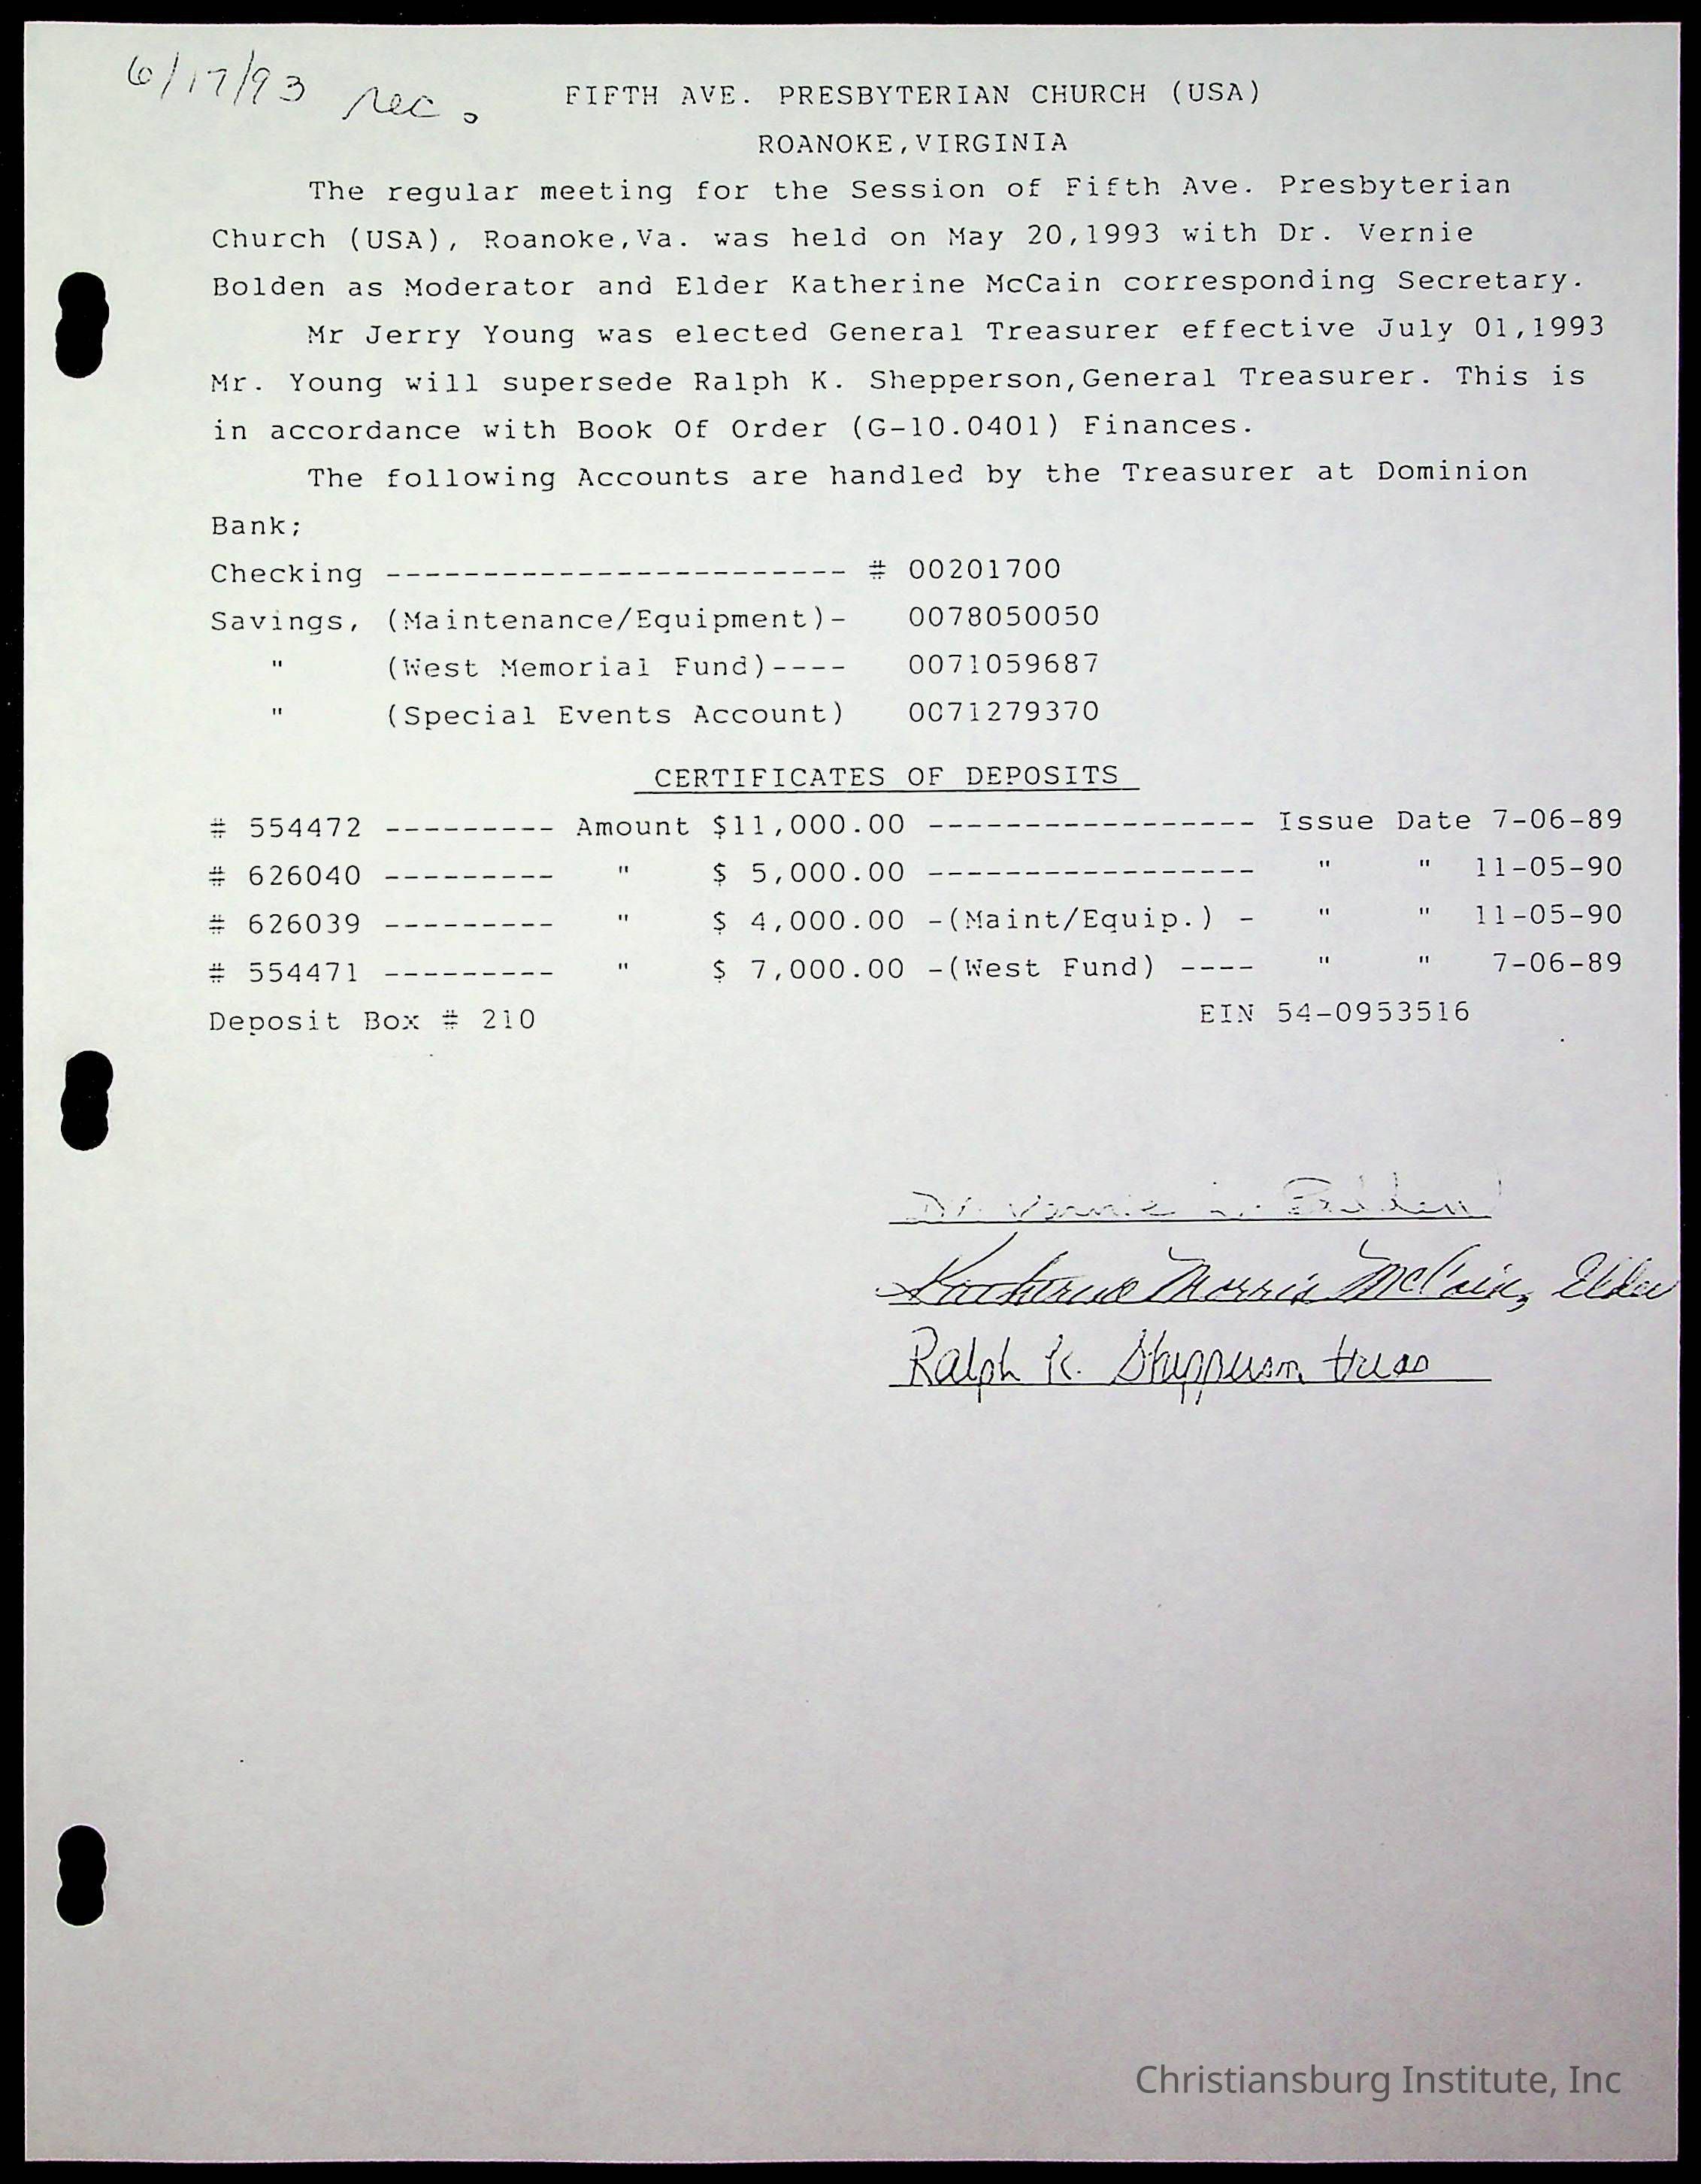 6/17/93 rec.
FIFTH AVE. PRESBYTERIAN CHURCH (USA)
ROANOKE,VIRGINIA
The regular meeting for the Session of Fifth Ave. Presbyterian
Church (USA), Roanoke,Va. was held on May 20,1993 with Dr. Vernie
Bolden as Moderator and Elder Katherine McCain corresponding Secretary.
Mr Jerry Young was elected General Treasurer effective July 01,1993
Mr. Young will supersede Ralph K. Shepperson,General Treasurer. This is
in accordance with Book Of Order (G-10.0401) Finances.
The following Accounts are handled by the Treasurer at Dominion
Bank;
Checking ------------------------ # 00201700
Savings, (Maintenance/Equipment)- 0078050050
" (West Memorial Fund)---- 0071059687
" (Special Events Account) 0071279370
CERTIFICATES OF DEPOSITS
# 554472 --------- Amount $11,000.00 ----------------- Issue Date 7-06-89
# 626040 --------- " $ 5,000.00 ----------------- " " 11-05-90
# 626039 --------- " $ 4,000.00 -(Maint/Equip.) - " " 11-05-90
# 554471 --------- " $ 7,000.00 -(West Fund) ---- " " 7-06-89
Deposit Box # 210 EIN 54-0953516
Dr. Vernie L. Bolden
Katherine Morris McCain, Elder
Ralph K. Shepperson, treas
Christiansburg Institute, Inc